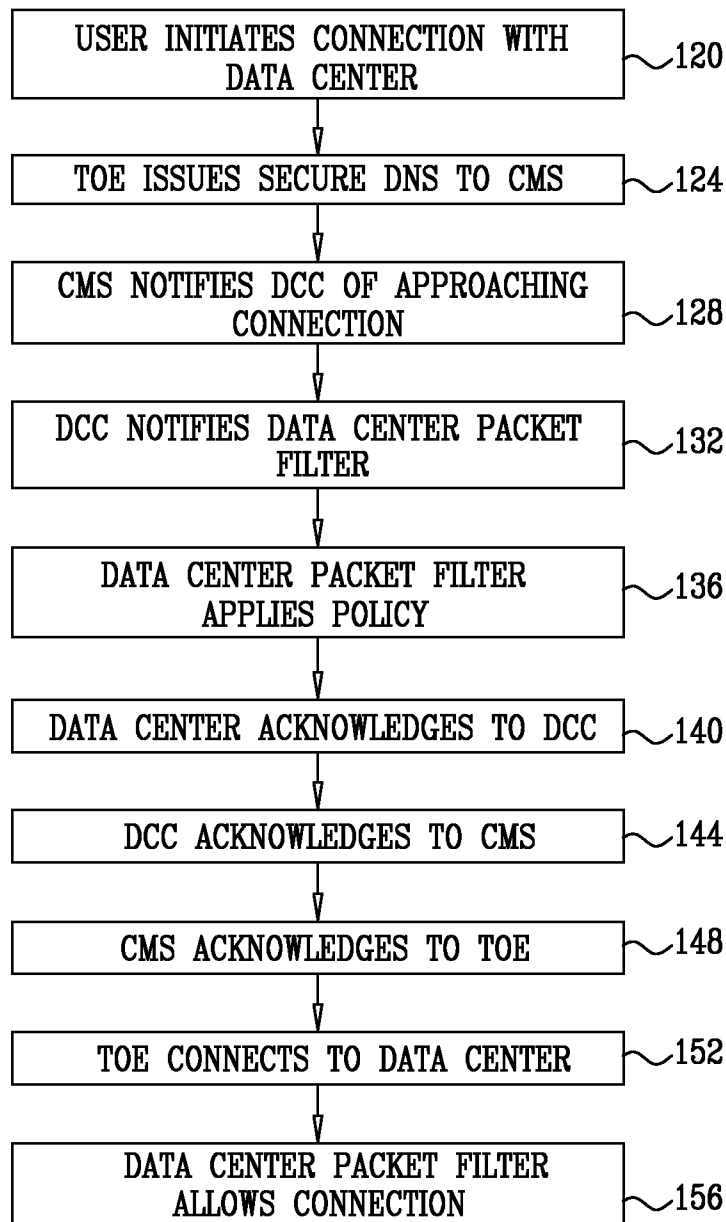 USER INITIATES CONNECTION WITH
DATA CENTER
120
TOE ISSUES SECURE DNS TO CMS
124
CMS NOTIFIES DCC OF APPROACHING
CONNECTION
128
DCC NOTIFIES DATA CENTER PACKET
FILTER
132
DATA CENTER PACKET FILTER
APPLIES POLICY
136
DATA CENTER ACKNOWLEDGES TO DCC
140
DCC ACKNOWLEDGES TO CMS
144
CMS ACKNOWLEDGES TO TOE
148
TOE CONNECTS TO DATA CENTER
152
DATA CENTER PACKET FILTER
ALLOWS CONNECTION
156